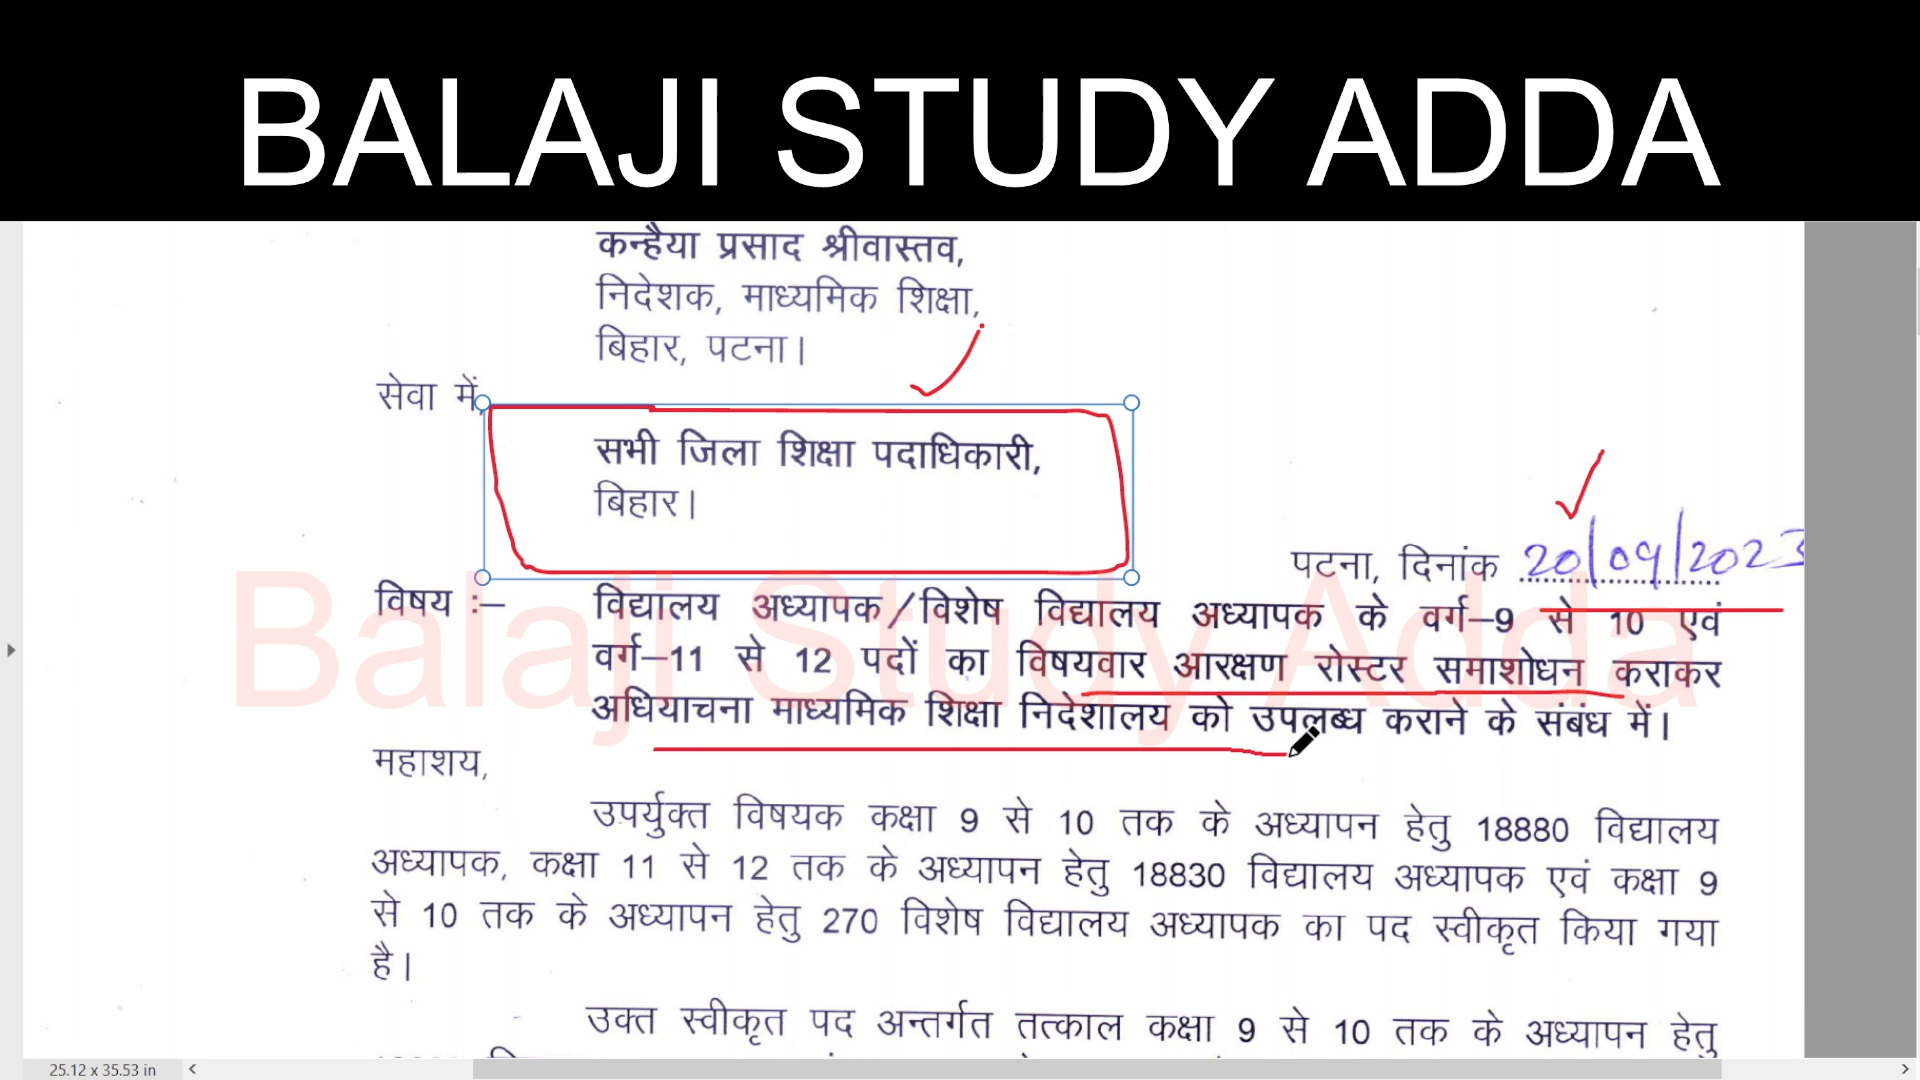 BALAJI STUDY ADDA
कन्हैया प्रसाद श्रीवास्तव,
निदेशक, माध्यमिक शिक्षा,
बिहार, पटना।
सेवा में,
सभी जिला शिक्षा पदाधिकारी,
बिहार।
पटना, दिनांक 20/09/2023
विषय :– विद्यालय अध्यापक/विशेष विद्यालय अध्यापक के वर्ग–9 से 10 एवं
वर्ग–11 से 12 पदों का विषयवार आरक्षण रोस्टर समाशोधन कराकर
अधियाचना माध्यमिक शिक्षा निदेशालय को उपलब्ध कराने के संबंध में।
Balaji Study Adda
महाशय,
उपर्युक्त विषयक कक्षा 9 से 10 तक के अध्यापन हेतु 18880 विद्यालय
अध्यापक, कक्षा 11 से 12 तक के अध्यापन हेतु 18830 विद्यालय अध्यापक एवं कक्षा 9
से 10 तक के अध्यापन हेतु 270 विशेष विद्यालय अध्यापक का पद स्वीकृत किया गया
है।
उक्त स्वीकृत पद अन्तर्गत तत्काल कक्षा 9 से 10 तक के अध्यापन हेतु
25.12 x 35.53 in